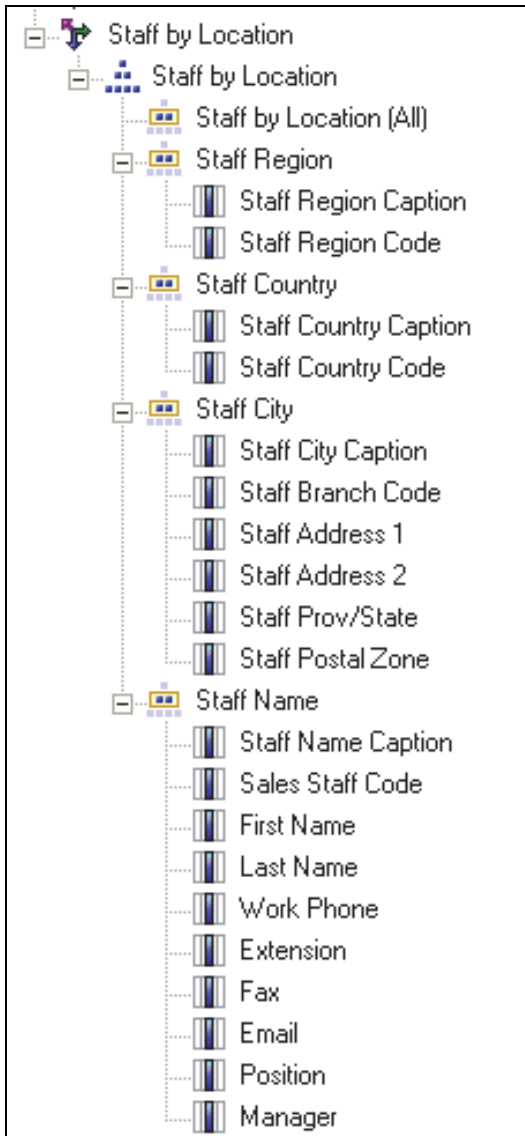 Staff by Location
Staff by Location
Staff by Location (All)
Staff Region
Staff Region Caption
Staff Region Code
Staff Country
Staff Country Caption
Staff Country Code
Staff City
Staff City Caption
Staff Branch Code
Staff Address 1
Staff Address 2
Staff Prov/State
Staff Postal Zone
Staff Name
Staff Name Caption
Sales Staff Code
First Name
Last Name
Work Phone
Extension
Fax
Email
Position
Manager